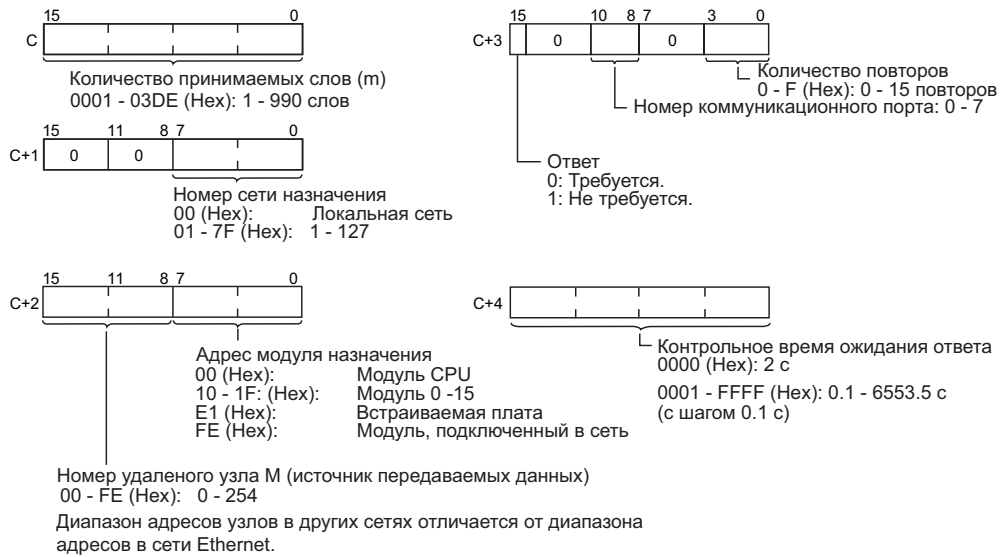 15 0
C
Количество принимаемых слов (m)
0001 - 03DE (Hex): 1 - 990 слов
15 11 8 7 0
C+1 0 0
Номер сети назначения
00 (Hex): Локальная сеть
01 - 7F (Hex): 1 - 127
15 11 8 7 0
C+2
Адрес модуля назначения
00 (Hex): Модуль CPU
10 - 1F: (Hex): Модуль 0 -15
E1 (Hex): Встраиваемая плата
FE (Hex): Модуль, подключенный в сеть
Номер удаленого узла M (источник передаваемых данных)
00 - FE (Hex): 0 - 254
Диапазон адресов узлов в других сетях отличается от диапазона
адресов в сети Ethernet.
15 10 8 7 3 0
C+3 0 0
Количество повторов
0 - F (Hex): 0 - 15 повторов
Номер коммуникационного порта: 0 - 7
Ответ
0: Требуется.
1: Не требуется.
C+4
Контрольное время ожидания ответа
0000 (Hex): 2 с
0001 - FFFF (Hex): 0.1 - 6553.5 с
(с шагом 0.1 с)